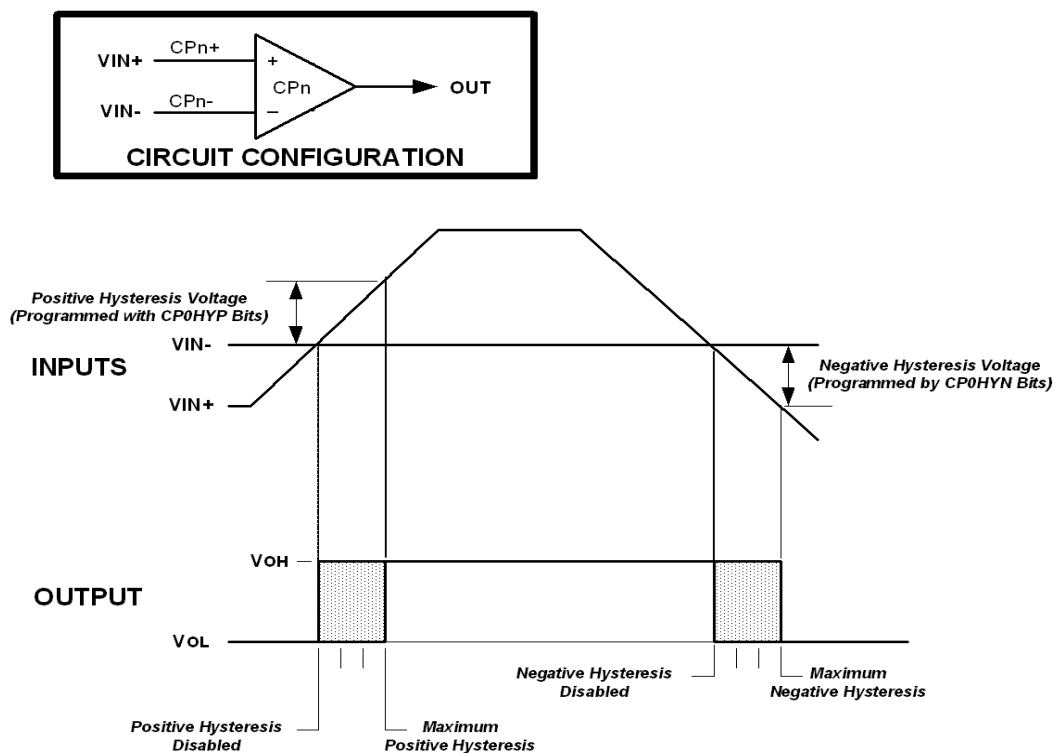 CPn+
VIN+
+
CPn
OUT
CPn-
VIN-
–
CIRCUIT CONFIGURATION
Positive Hysteresis Voltage
(Programmed with CP0HYP Bits)
VIN-
INPUTS
Negative Hysteresis Voltage
(Programmed by CP0HYN Bits)
VIN+
VOH
OUTPUT
VOL
Negative Hysteresis
Disabled
Maximum
Negative Hysteresis
Positive Hysteresis
Disabled
Maximum
Positive Hysteresis